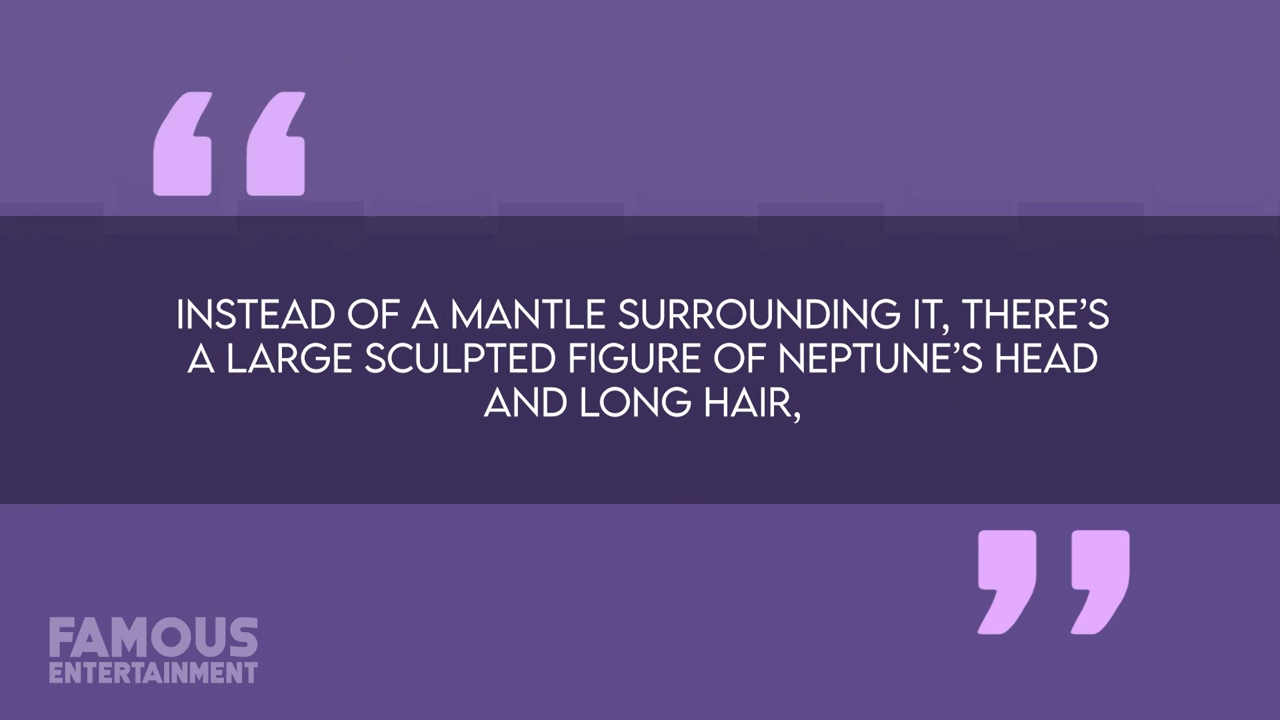 INSTEAD OF A MANTLE SURROUNDING IT, THERE’S
A LARGE SCULPTED FIGURE OF NEPTUNE’S HEAD
AND LONG HAIR,
FAMOUS
ENTERTAINMENT